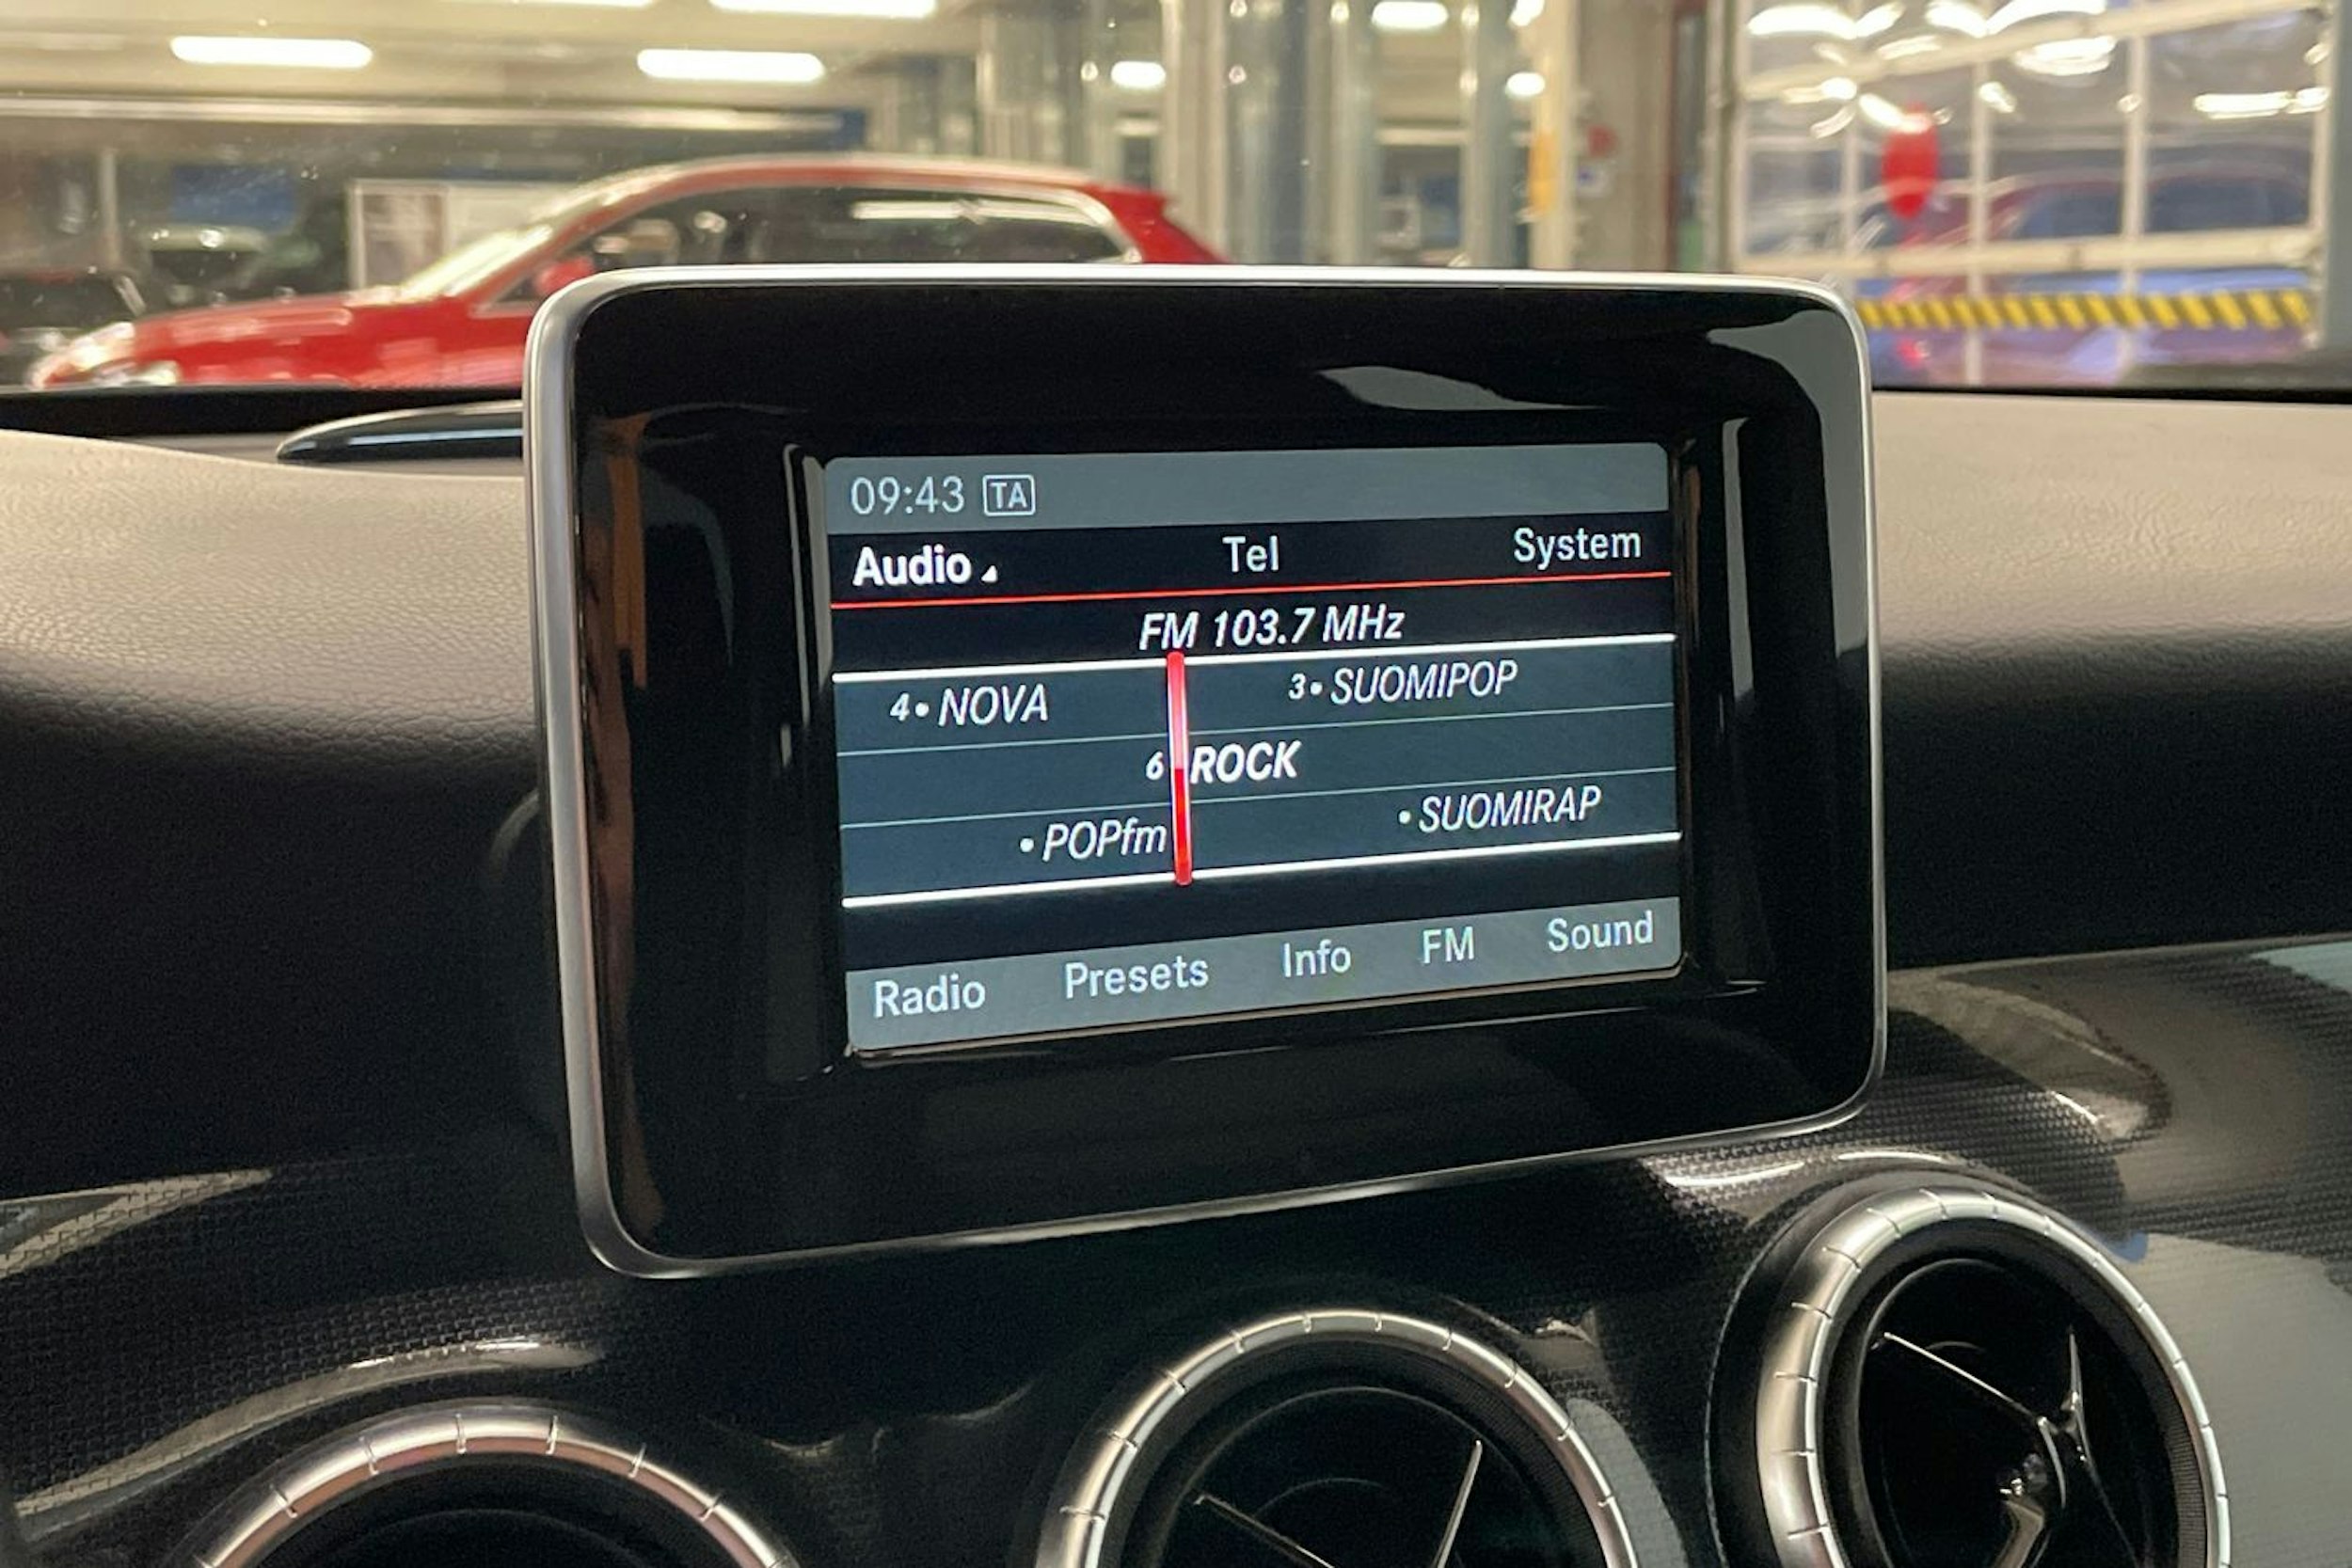 09:43 TA
Audio Tel System
FM 103.7 MHz
4• NOVA 3• SUOMIPOP
6 ROCK
• POPfm • SUOMIRAP
Radio Presets Info FM Sound